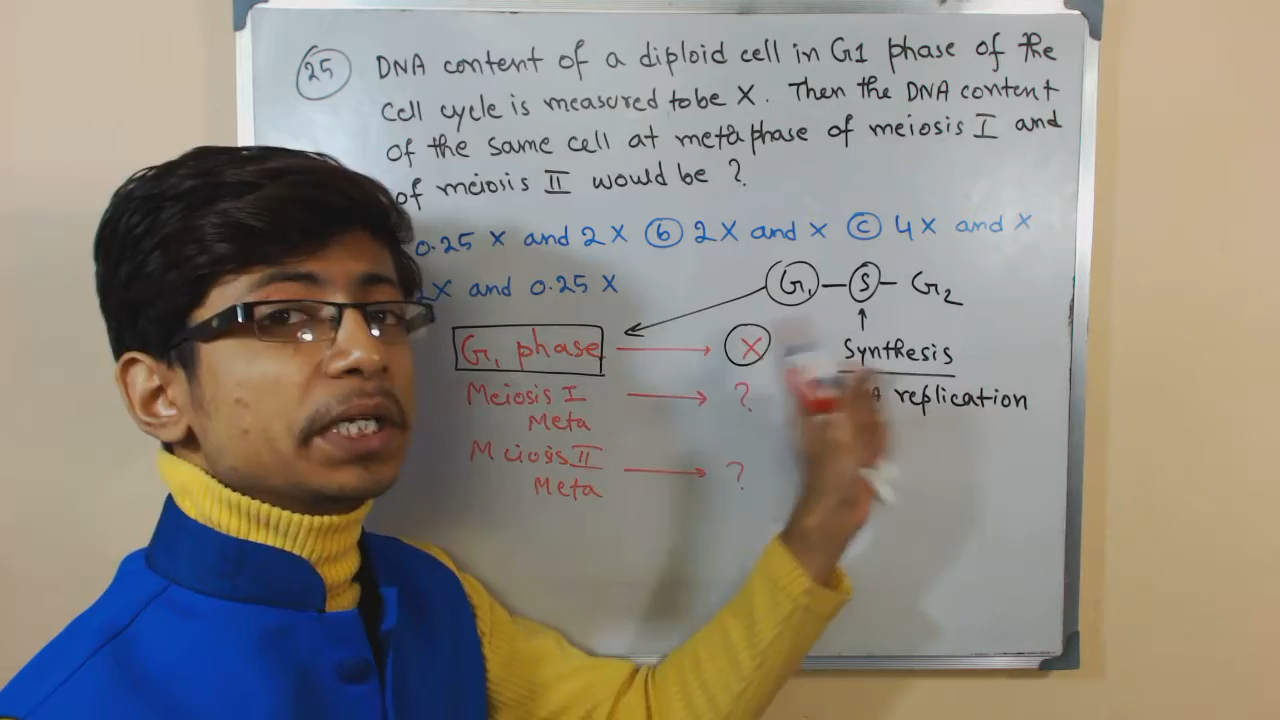 25 DNA content of a diploid cell in G1 phase of the
cell cycle is measured to be X. Then the DNA content
of the same cell at metaphase of meiosis I and
of meiosis II would be ?
0.25 X and 2X b 2X and X c 4X and X
2X and 0.25 X
G1 - S - G2
G1 phase → X
Synthesis
Meiosis I → ?
replication
Meta
Meiosis II → ?
Meta